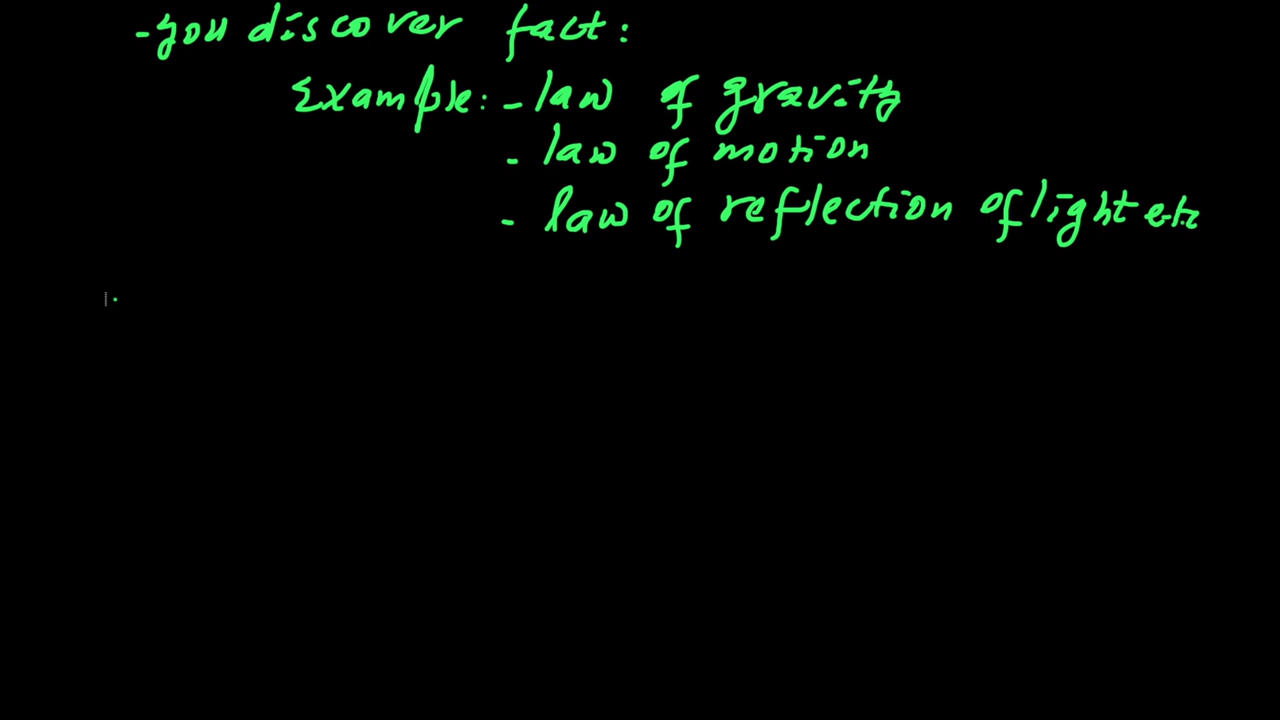 -you discover fact:
Example: - law of gravity
- law of motion
- law of reflection of light etc